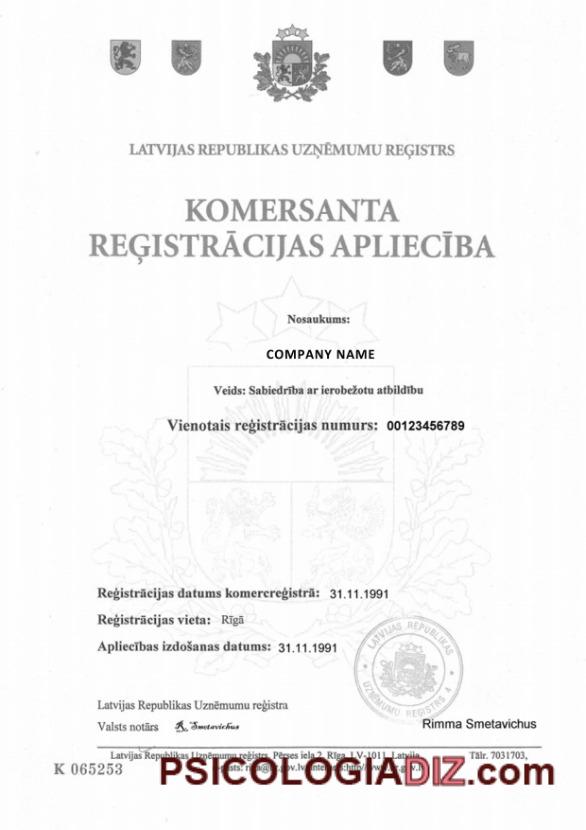 LATVIJAS REPUBLIKAS UZŅĒMUMU REĢISTRS
KOMERSANTA
REĢISTRĀCIJAS APLIECĪBA
Nosaukums:
COMPANY NAME
Veids: Sabiedrība ar ierobežotu atbildību
Vienotais reģistrācijas numurs: 00123456789
Reģistrācijas datums komercreģistrā: 31.11.1991
Reģistrācijas vieta: Rīgā
Apliecības izdošanas datums: 31.11.1991
LATVIJAS REPUBLIKAS
UZŅĒMUMU REĢISTRS 4
Latvijas Republikas Uzņēmumu reģistra
Valsts notārs R. Smetavichus Rimma Smetavichus
Latvijas Republikas Uzņēmumu reģistrs, Pērses iela 2, Rīga, LV-1011, Latvija Tālr. 7031703,
K 065253
PSICOLOGIADIZ.com